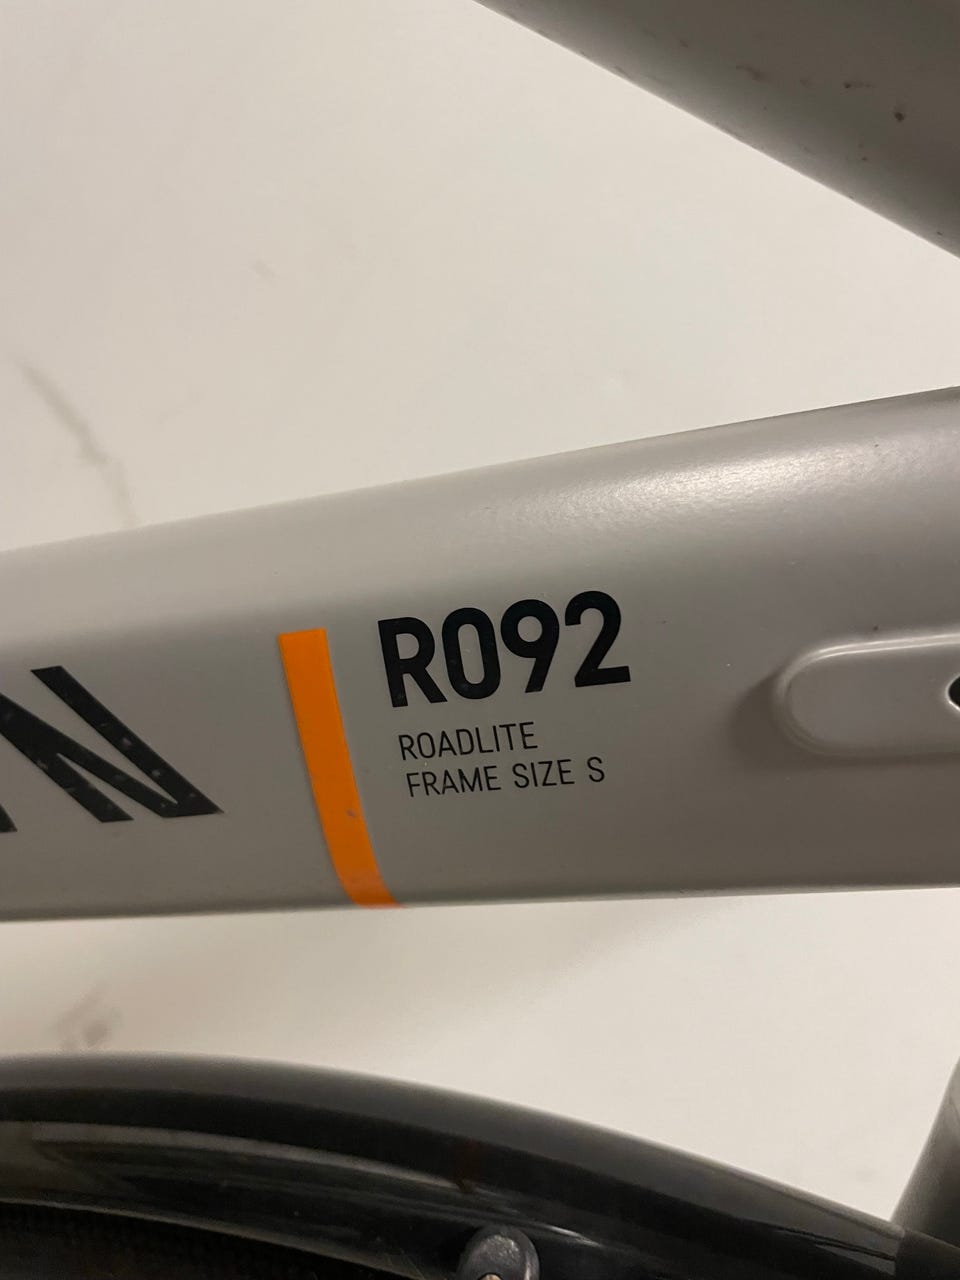 N
R092
ROADLITE
FRAME SIZE S